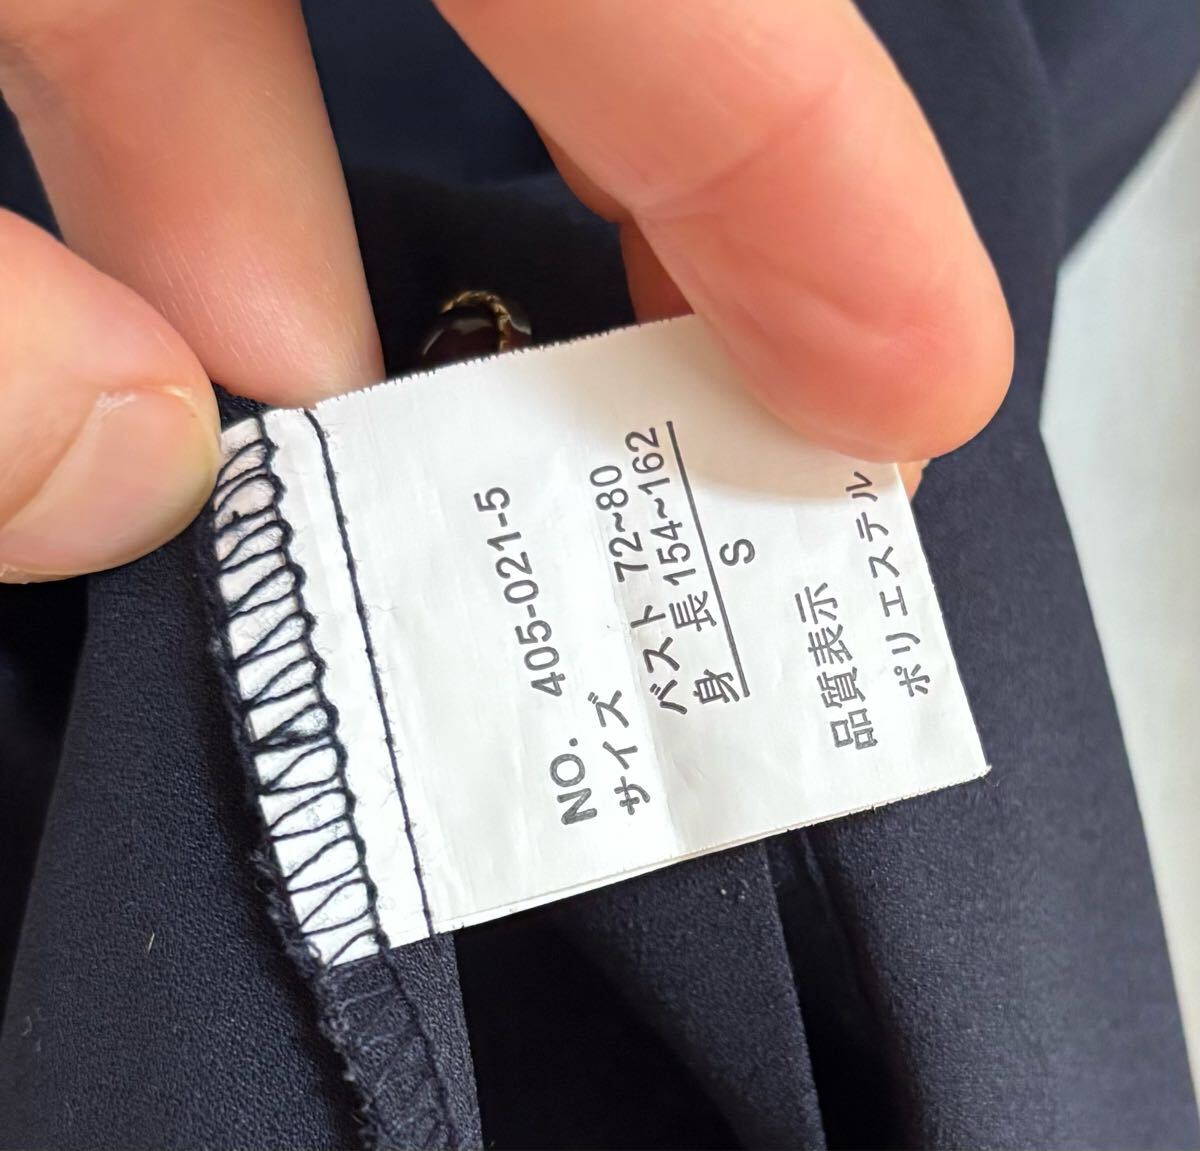 NO. 405-021-5
サイズ
バスト 72~80
身 長 154~162
S
品質表示
ポリエステル